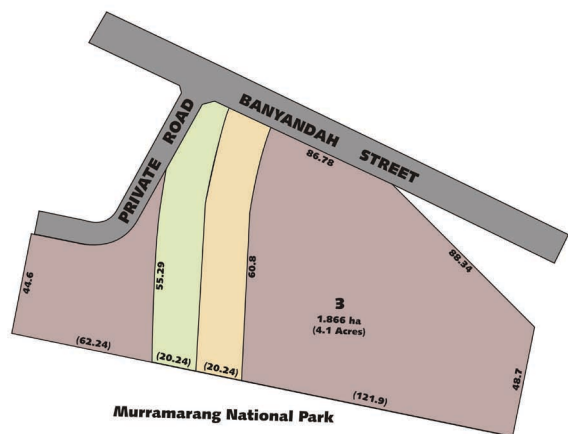 BANYANDAH STREET
PRIVATE ROAD
86.78
88.34
44.6
55.29
60.8
3
1.866 ha
(4.1 Acres)
48.7
(62.24)
(20.24)
(20.24)
(121.9)
Murramarang National Park